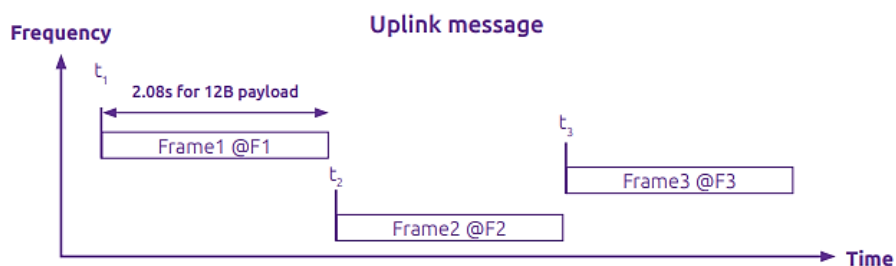 Uplink message
Frequency
t1
2.08s for 12B payload
Frame1 @F1
t2
Frame2 @F2
t3
Frame3 @F3
Time